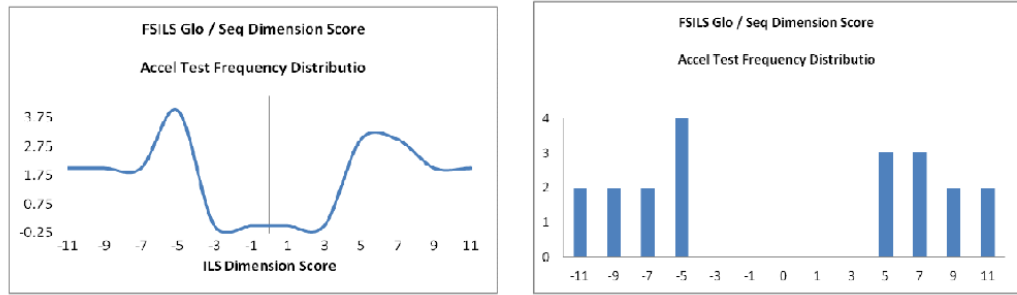 FSILS Glo / Seq Dimension Score
Accel Test Frequency Distributio
3.75
2.75
1.75
0.75
-0.25
-11 -9 -7 -5 -3 -1 1 3 5 7 9 11
ILS Dimension Score
FSILS Glo / Seq Dimension Score
Accel Test Frequency Distributio
4
3
2
1
0
-11 -9 -7 -5 -3 -1 0 1 3 5 7 9 11